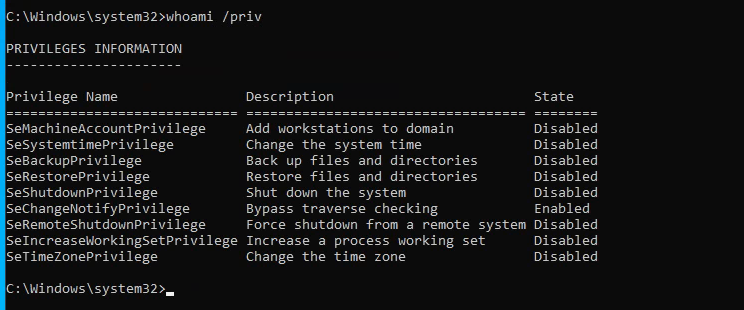 C:\Windows\system32>whoami /priv
PRIVILEGES INFORMATION
----------------------
Privilege Name                Description                         State
============================= =================================== ========
SeMachineAccountPrivilege     Add workstations to domain          Disabled
SeSystemtimePrivilege         Change the system time              Disabled
SeBackupPrivilege             Back up files and directories       Disabled
SeRestorePrivilege            Restore files and directories       Disabled
SeShutdownPrivilege           Shut down the system                Disabled
SeChangeNotifyPrivilege       Bypass traverse checking            Enabled
SeRemoteShutdownPrivilege     Force shutdown from a remote system Disabled
SeIncreaseWorkingSetPrivilege Increase a process working set      Disabled
SeTimeZonePrivilege           Change the time zone                Disabled
C:\Windows\system32>